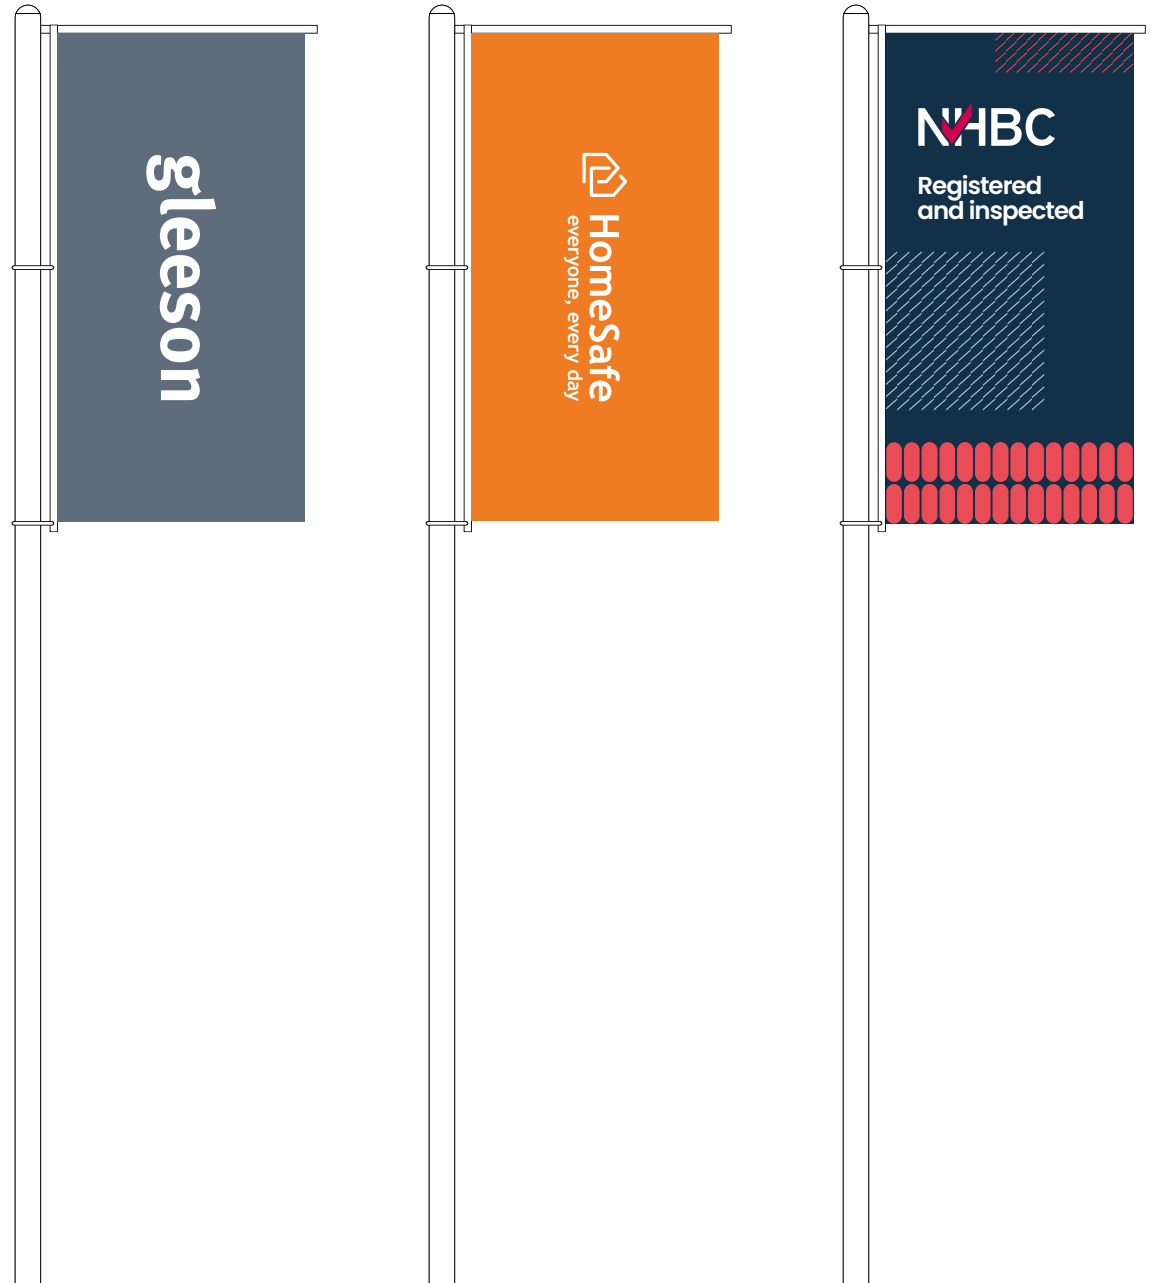 gleeson
HomeSafe
everyone, every day
NHBC
Registered
and inspected